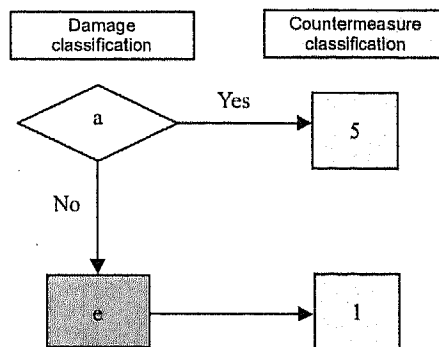 Damage
classification
Countermeasure
classification
a
Yes
5
No
e
1